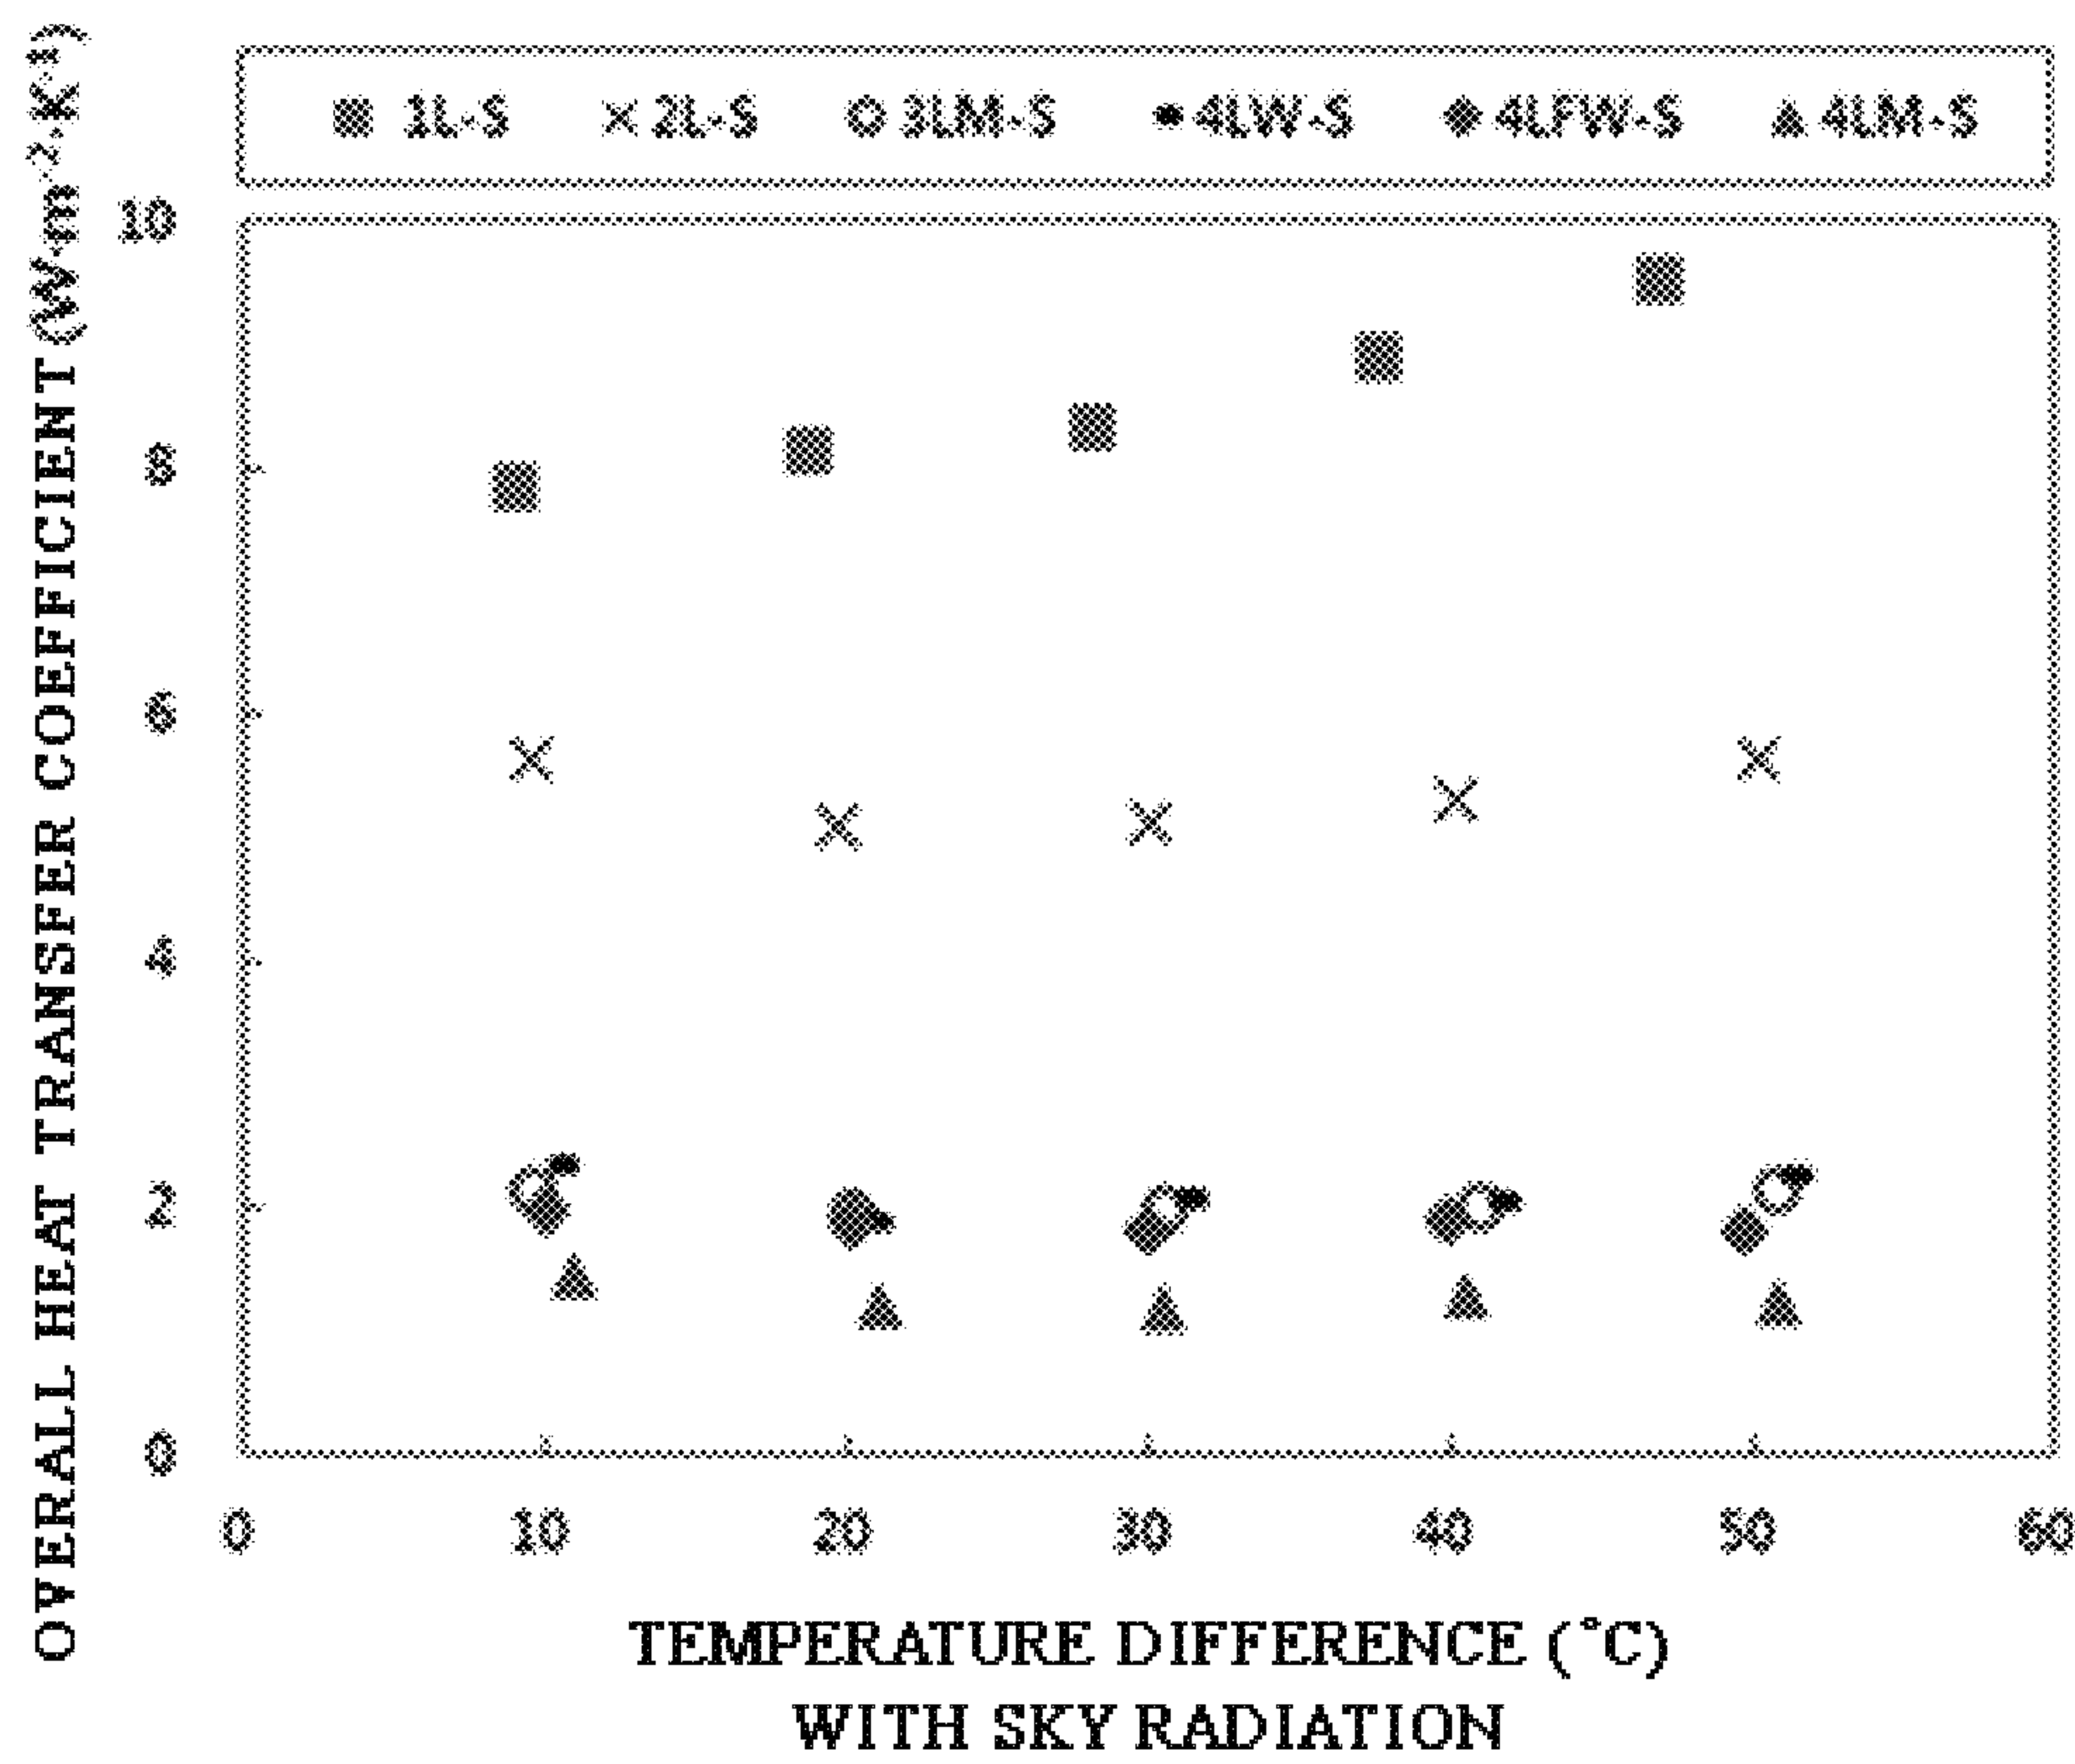 OVERALL HEAT TRANSFER COEFFICIENT (W·m⁻²·K⁻¹)
1L-S 2L-S 3LM-S 4LW-S 4LFW-S 4LM-S
10
8
6
4
2
0
0 10 20 30 40 50 60
TEMPERATURE DIFFERENCE (°C)
WITH SKY RADIATION